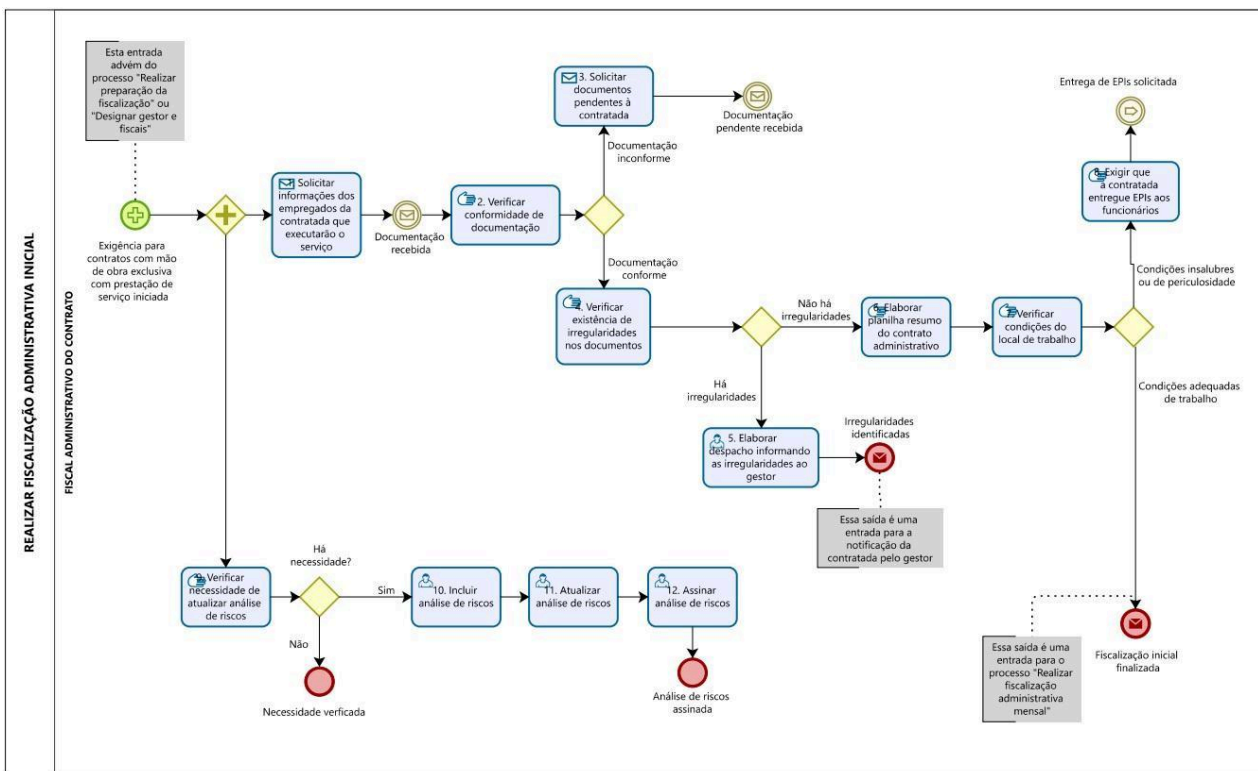 REALIZAR FISCALIZAÇÃO ADMINISTRATIVA INICIAL
FISCAL ADMINISTRATIVO DO CONTRATO
Esta entrada
advém do
processo "Realizar
preparação da
fiscalização" ou
"Designar gestor e
fiscais"
Exigência para
contratos com mão
de obra exclusiva
com prestação de
serviço iniciada
Solicitar
informações dos
empregados da
contratada que
executarão o
serviço
Documentação
recebida
2. Verificar
conformidade de
documentação
Documentação
inconforme
3. Solicitar
documentos
pendentes à
contratada
Documentação
pendente recebida
Documentação
conforme
4. Verificar
existência de
irregularidades
nos documentos
Não há
irregularidades
Há
irregularidades
5. Elaborar
despacho informando
as irregularidades ao
gestor
Irregularidades
identificadas
Essa saída é uma
entrada para a
notificação da
contratada pelo gestor
Elaborar
planilha resumo
do contrato
administrativo
Verificar
condições do
local de trabalho
Condições insalubres
ou de periculosidade
Exigir que
a contratada
entregue EPIs aos
funcionários
Entrega de EPIs solicitada
Condições adequadas
de trabalho
Essa saída é uma
entrada para o
processo "Realizar
fiscalização
administrativa
mensal"
Fiscalização inicial
finalizada
Verificar
necessidade de
atualizar análise
de riscos
Há
necessidade?
Sim
Não
Necessidade verificada
10. Incluir
análise de riscos
11. Atualizar
análise de riscos
12. Assinar
análise de riscos
Análise de riscos
assinada